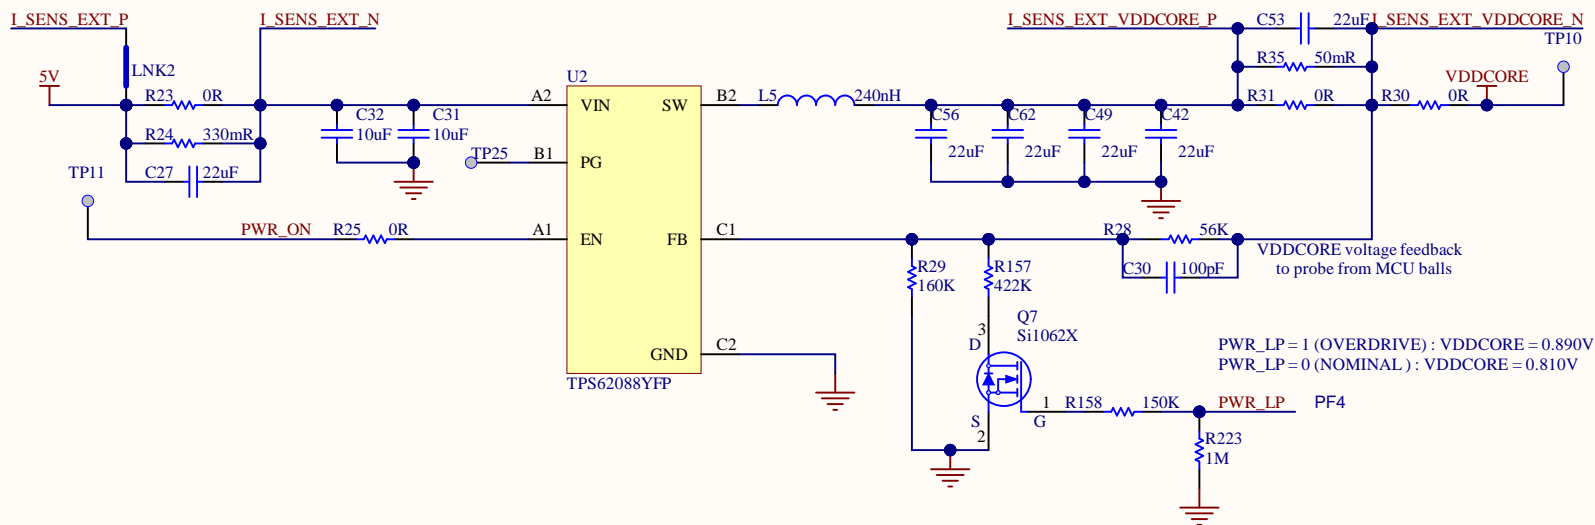 I_SENS_EXT_P
I_SENS_EXT_N
I_SENS_EXT_VDDCORE_P
C53
22uF
I_SENS_EXT_VDDCORE_N
TP10
LNK2
R35
50mR
5V
R23
0R
U2
VDDCORE
A2
VIN
SW
B2
L5
240nH
R31
0R
R30
0R
C32
10uF
C31
10uF
C56
22uF
C62
22uF
C49
22uF
C42
22uF
R24
330mR
TP25
B1
PG
TP11
C27
22uF
PWR_ON
R25
0R
A1
EN
FB
C1
R28
56K
VDDCORE voltage feedback
to probe from MCU balls
C30
100pF
R29
160K
R157
422K
Q7
Si1062X
3
D
GND
C2
PWR_LP = 1 (OVERDRIVE) : VDDCORE = 0.890V
PWR_LP = 0 (NOMINAL ) : VDDCORE = 0.810V
TPS62088YFP
1
R158
150K
PWR_LP
PF4
S
G
2
R223
1M